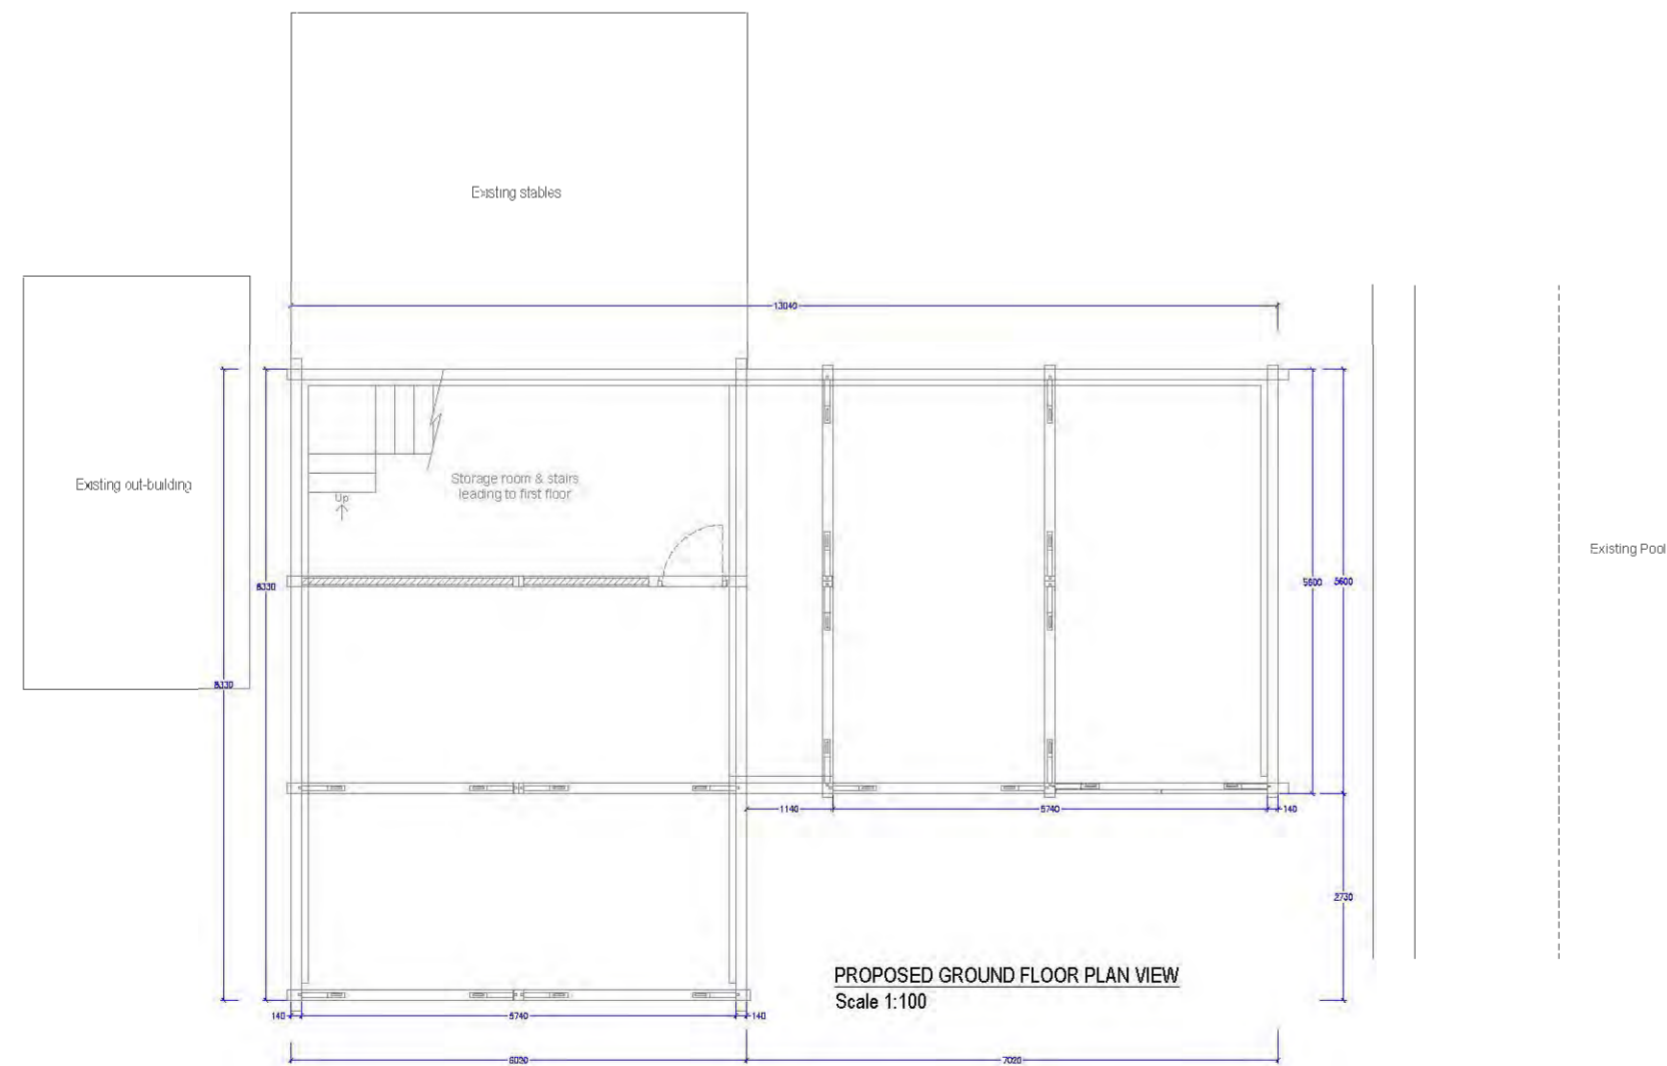 Existing stables
13040
Existing out-building
Storage room & stairs
leading to first floor
Up
Existing Pool
8330
5600
5600
8330
1140
5740
140
2730
PROPOSED GROUND FLOOR PLAN VIEW
Scale 1:100
140
5740
140
6020
7020